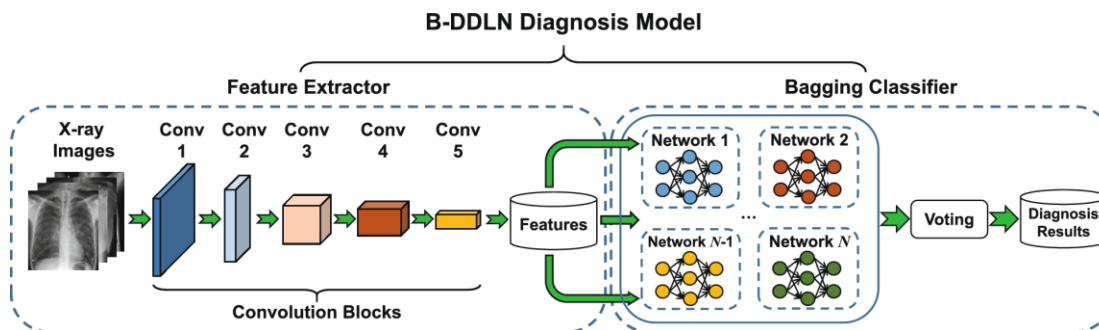 B-DDLN Diagnosis Model
Feature Extractor
Bagging Classifier
X-ray
Images
Conv
1
Conv
2
Conv
3
Conv
4
Conv
5
Features
Convolution Blocks
Network 1
Network 2
...
Network N-1
Network N
Voting
Diagnosis
Results